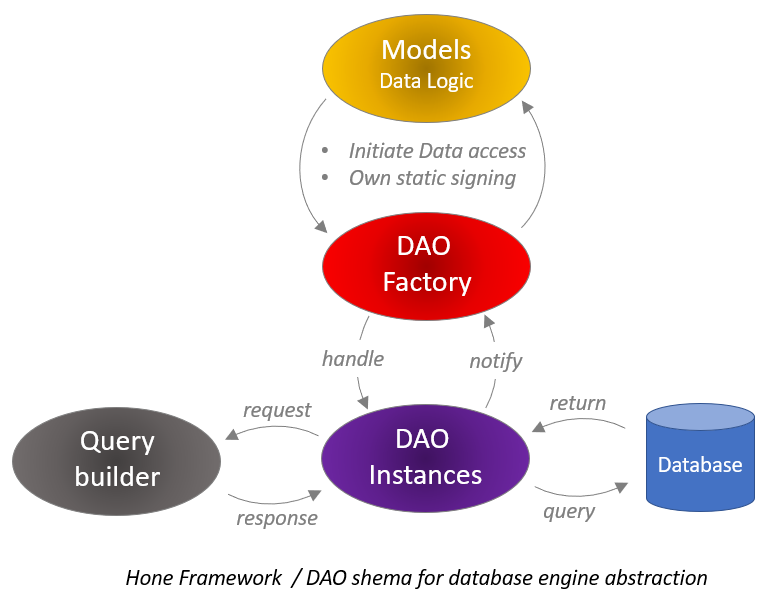 Models
Data Logic
• Initiate Data access
• Own static signing
DAO
Factory
handle
notify
request
return
Query
builder
DAO
Instances
Database
response
query
Hone Framework / DAO shema for database engine abstraction